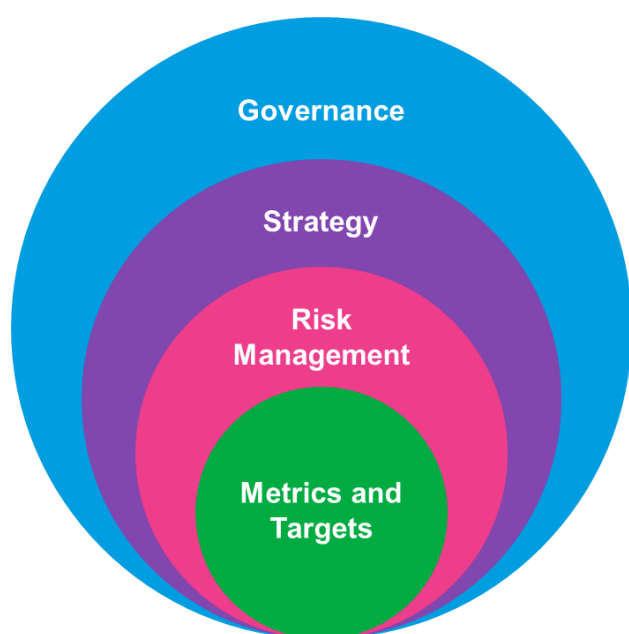 Governance
Strategy
Risk
Management
Metrics and
Targets